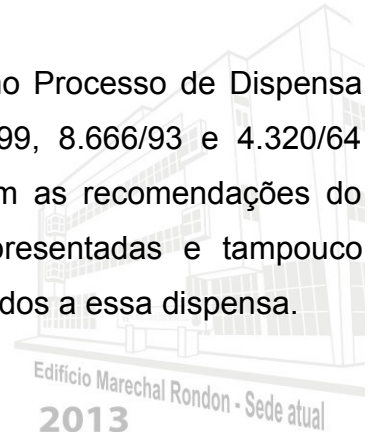 no Processo de Dispensa
99, 8.666/93 e 4.320/64
m as recomendações do
presentadas e tampouco
dos a essa dispensa.
Edifício Marechal Rondon - Sede atual
2013